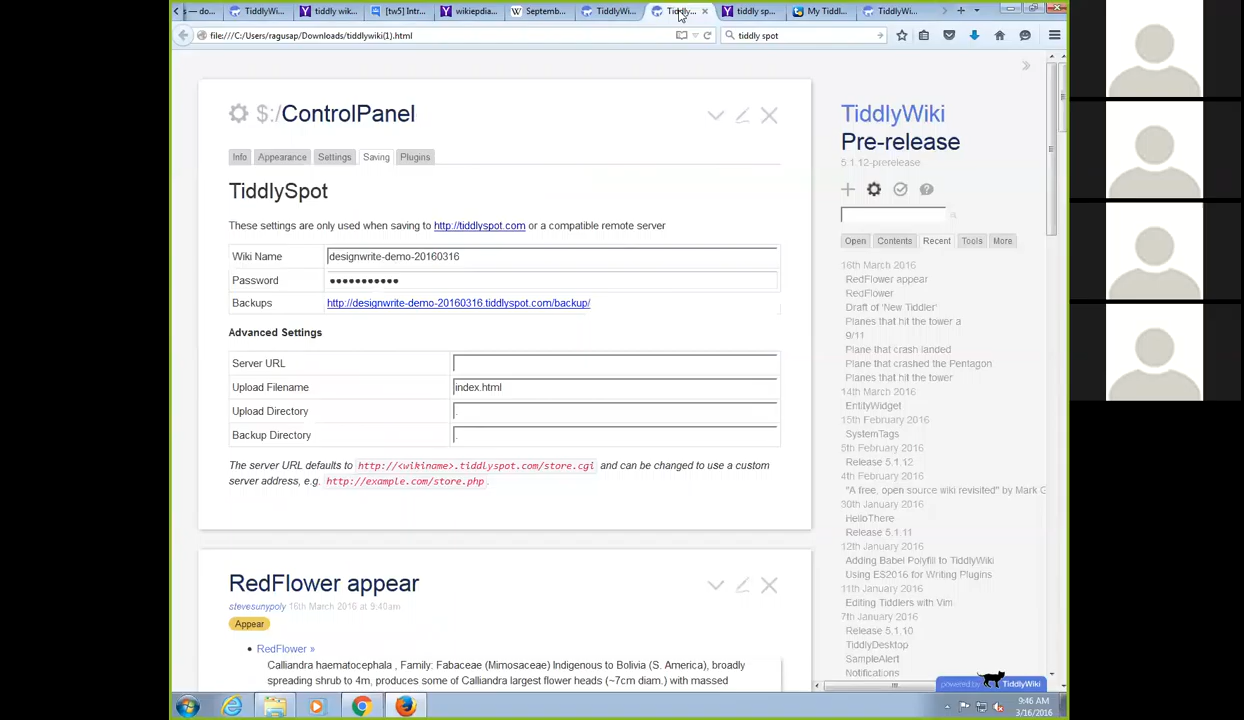 s — do...
TiddlyWi...
tiddly wik...
[tw5] Intr...
wikiepdia...
Septemb...
TiddlyWi...
Tiddly...
tiddly sp...
My Tiddl...
TiddlyWi...
file:///C:/Users/ragusap/Downloads/tiddlywiki(1).html
tiddly spot
$:/ControlPanel
Info
Appearance
Settings
Saving
Plugins
TiddlySpot
These settings are only used when saving to http://tiddlyspot.com or a compatible remote server
Wiki Name designwrite-demo-20160316
Password
Backups http://designwrite-demo-20160316.tiddlyspot.com/backup/
Advanced Settings
Server URL
Upload Filename index.html
Upload Directory .
Backup Directory .
The server URL defaults to http://<wikiname>.tiddlyspot.com/store.cgi and can be changed to use a custom
server address, e.g. http://example.com/store.php .
RedFlower appear
stevesunypoly 16th March 2016 at 9:40am
Appear
RedFlower »
Calliandra haematocephala , Family: Fabaceae (Mimosaceae) Indigenous to Bolivia (S. America), broadly
spreading shrub to 4m, produces some of Calliandra largest flower heads (~7cm diam.) with massed
TiddlyWiki
Pre-release
5.1.12-prerelease
Open
Contents
Recent
Tools
More
16th March 2016
RedFlower appear
RedFlower
Draft of 'New Tiddler'
Planes that hit the tower a
9/11
Plane that crash landed
Plane that crashed the Pentagon
Planes that hit the tower
14th March 2016
EntityWidget
15th February 2016
SystemTags
5th February 2016
Release 5.1.12
4th February 2016
"A free, open source wiki revisited" by Mark G
30th January 2016
HelloThere
Release 5.1.11
12th January 2016
Adding Babel Polyfill to TiddlyWiki
Using ES2016 for Writing Plugins
11th January 2016
Editing Tiddlers with Vim
7th January 2016
Release 5.1.10
TiddlyDesktop
SampleAlert
Notifications
powered by TiddlyWiki
9:46 AM
3/16/2016